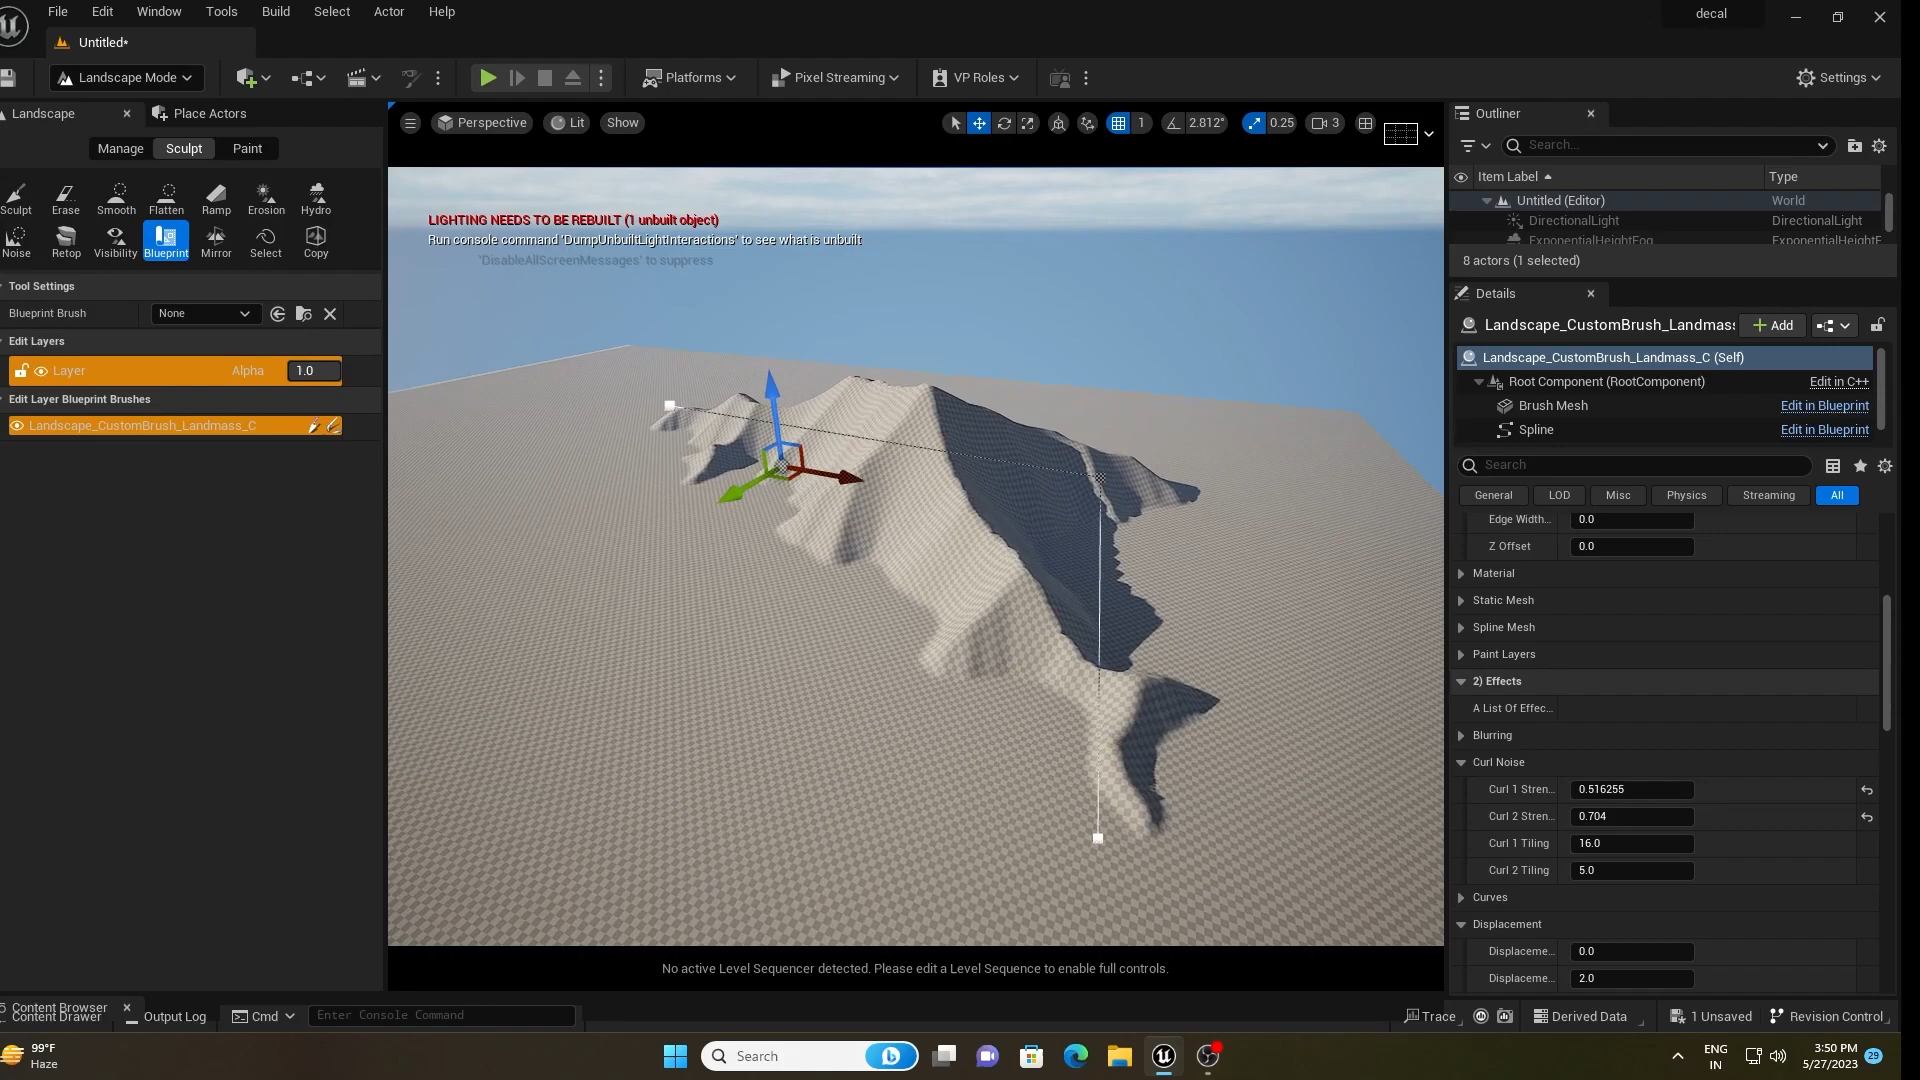 File Edit Window Tools Build Select Actor Help
decal
Untitled*
Landscape Mode
Platforms
Pixel Streaming
VP Roles
Settings
Landscape
Place Actors
Manage Sculpt Paint
Sculpt Erase Smooth Flatten Ramp Erosion Hydro
Noise Retop Visibility Blueprint Mirror Select Copy
Tool Settings
Blueprint Brush None
Edit Layers
Layer Alpha 1.0
Edit Layer Blueprint Brushes
Landscape_CustomBrush_Landmass_C
Perspective Lit Show
1 2.812° 0.25 3
LIGHTING NEEDS TO BE REBUILT (1 unbuilt object)
Run console command 'DumpUnbuiltLightInteractions' to see what is unbuilt
'DisableAllScreenMessages' to suppress
No active Level Sequencer detected. Please edit a Level Sequence to enable full controls.
Outliner
Search...
Item Label Type
Untitled (Editor) World
DirectionalLight DirectionalLight
ExponentialHeightFog ExponentialHeightF
8 actors (1 selected)
Details
Landscape_CustomBrush_Landmas: Add
Landscape_CustomBrush_Landmass_C (Self)
Root Component (RootComponent) Edit in C++
Brush Mesh Edit in Blueprint
Spline Edit in Blueprint
Search
General LOD Misc Physics Streaming All
Edge Width... 0.0
Z Offset 0.0
Material
Static Mesh
Spline Mesh
Paint Layers
2) Effects
A List Of Effec...
Blurring
Curl Noise
Curl 1 Stren... 0.516255
Curl 2 Stren... 0.704
Curl 1 Tiling 16.0
Curl 2 Tiling 5.0
Curves
Displacement
Displaceme... 0.0
Displaceme... 2.0
Content Browser
Content Drawer
Output Log
Cmd
Enter Console Command
Trace
Derived Data
1 Unsaved
Revision Control
99°F
Haze
Search
ENG
IN
3:50 PM
5/27/2023
29